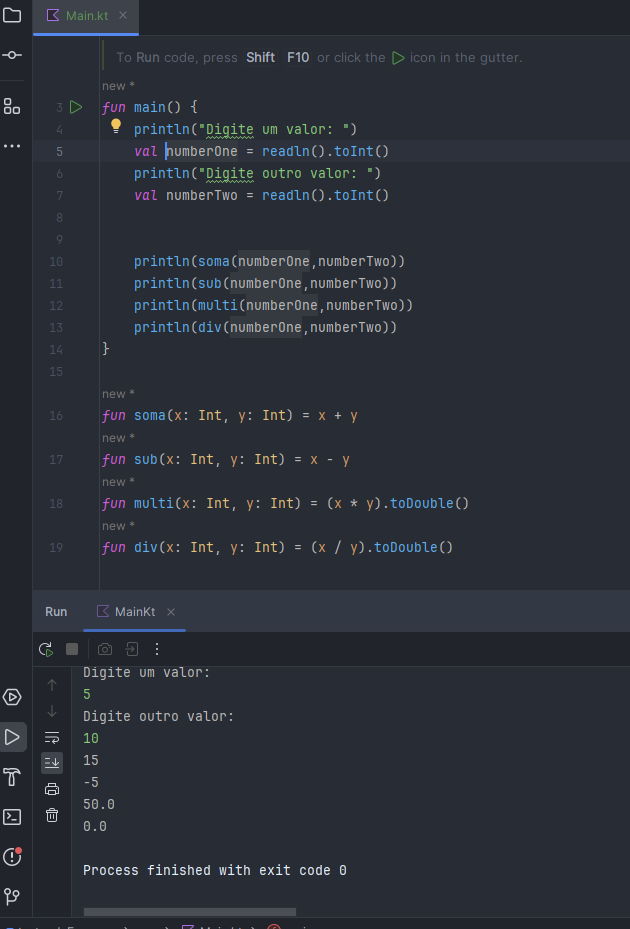 Main.kt
To Run code, press Shift F10 or click the icon in the gutter.
new *
3 fun main() {
4 println("Digite um valor: ")
5 val numberOne = readln().toInt()
6 println("Digite outro valor: ")
7 val numberTwo = readln().toInt()
8
9
10 println(soma(numberOne,numberTwo))
11 println(sub(numberOne,numberTwo))
12 println(multi(numberOne,numberTwo))
13 println(div(numberOne,numberTwo))
14 }
15
new *
16 fun soma(x: Int, y: Int) = x + y
new *
17 fun sub(x: Int, y: Int) = x - y
new *
18 fun multi(x: Int, y: Int) = (x * y).toDouble()
new *
19 fun div(x: Int, y: Int) = (x / y).toDouble()
Run MainKt
Digite um valor:
5
Digite outro valor:
10
15
-5
50.0
0.0
Process finished with exit code 0